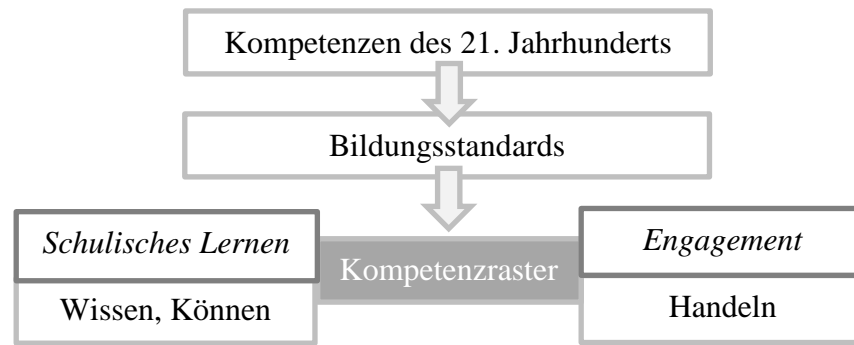 Kompetenzen des 21. Jahrhunderts
Bildungsstandards
Schulisches Lernen
Engagement
Kompetenzraster
Wissen, Können
Handeln